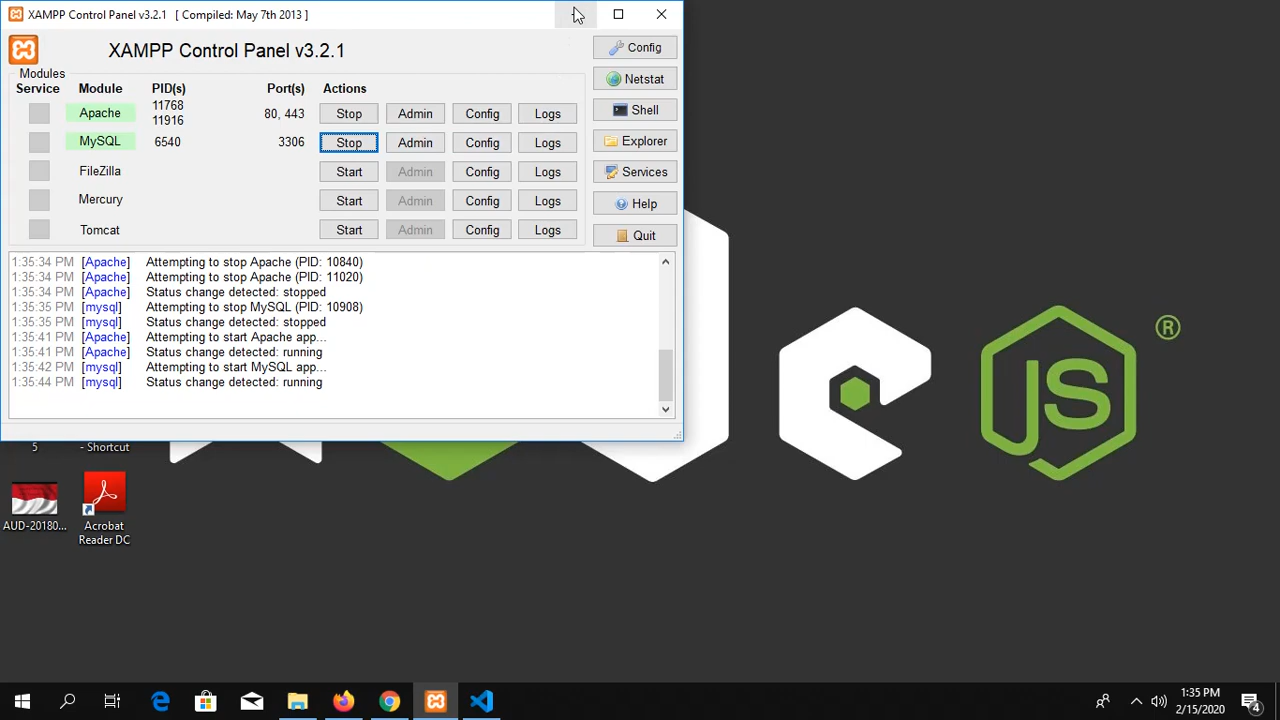 XAMPP Control Panel v3.2.1 [ Compiled: May 7th 2013 ]
XAMPP Control Panel v3.2.1
Config
Modules
Service Module PID(s) Port(s) Actions
Netstat
Apache 11768 11916 80, 443 Stop Admin Config Logs
Shell
MySQL 6540 3306 Stop Admin Config Logs
Explorer
FileZilla Start Admin Config Logs
Services
Mercury Start Admin Config Logs
Help
Tomcat Start Admin Config Logs
Quit
1:35:34 PM [Apache] Attempting to stop Apache (PID: 10840)
1:35:34 PM [Apache] Attempting to stop Apache (PID: 11020)
1:35:34 PM [Apache] Status change detected: stopped
1:35:35 PM [mysql] Attempting to stop MySQL (PID: 10908)
1:35:35 PM [mysql] Status change detected: stopped
1:35:41 PM [Apache] Attempting to start Apache app...
1:35:41 PM [Apache] Status change detected: running
1:35:42 PM [mysql] Attempting to start MySQL app...
1:35:44 PM [mysql] Status change detected: running
JS ®
5
- Shortcut
AUD-20180...
Acrobat
Reader DC
1:35 PM
2/15/2020
4